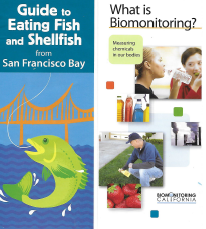 Guide to
Eating Fish
and Shellfish
from
San Francisco Bay
What is
Biomonitoring?
Measuring
chemicals
in our bodies
BIOMONITORING
CALIFORNIA